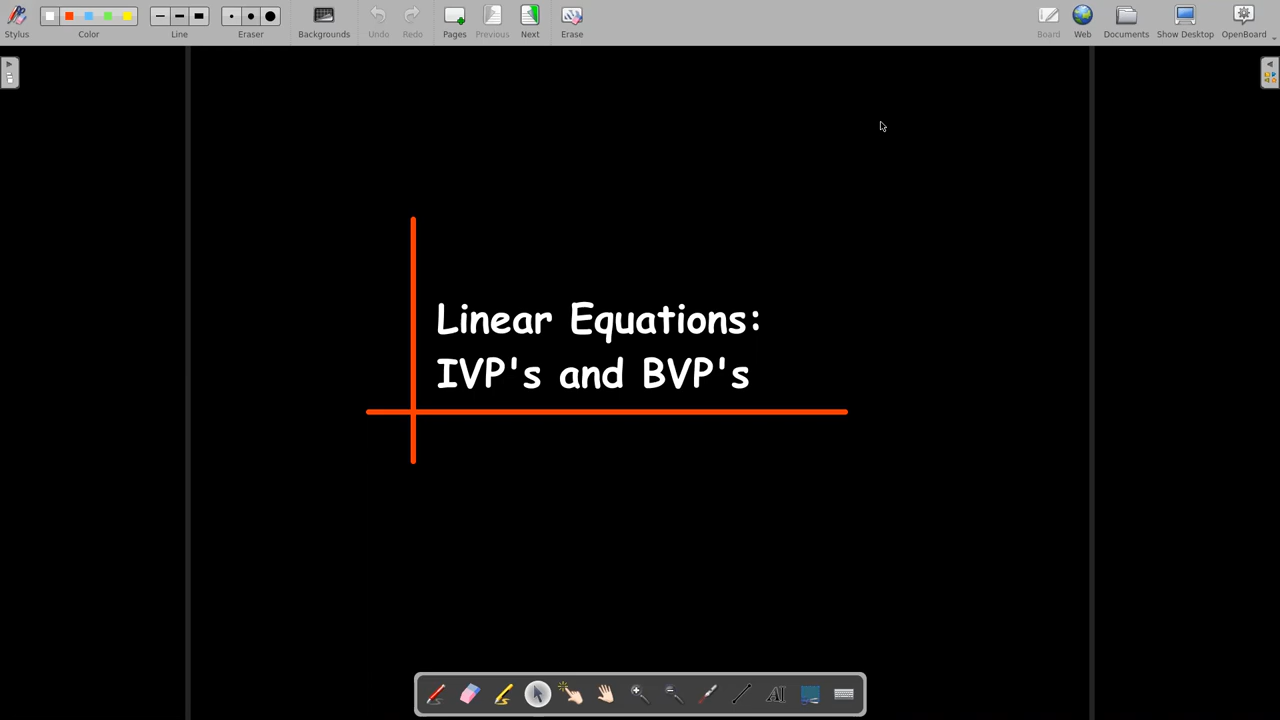 Stylus
Color
Line
Eraser
Backgrounds
Undo
Redo
Pages
Previous
Next
Erase
Board
Web
Documents
Show Desktop
OpenBoard
Linear Equations:
IVP's and BVP's
AI